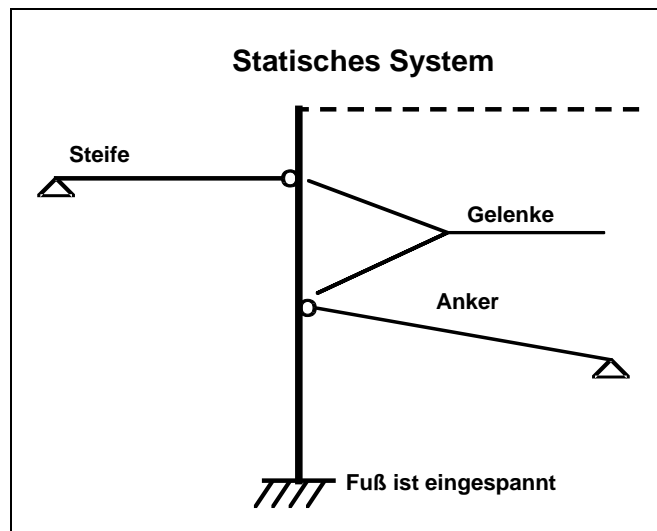 Statisches System
Steife
Gelenke
Anker
Fuß ist eingespannt